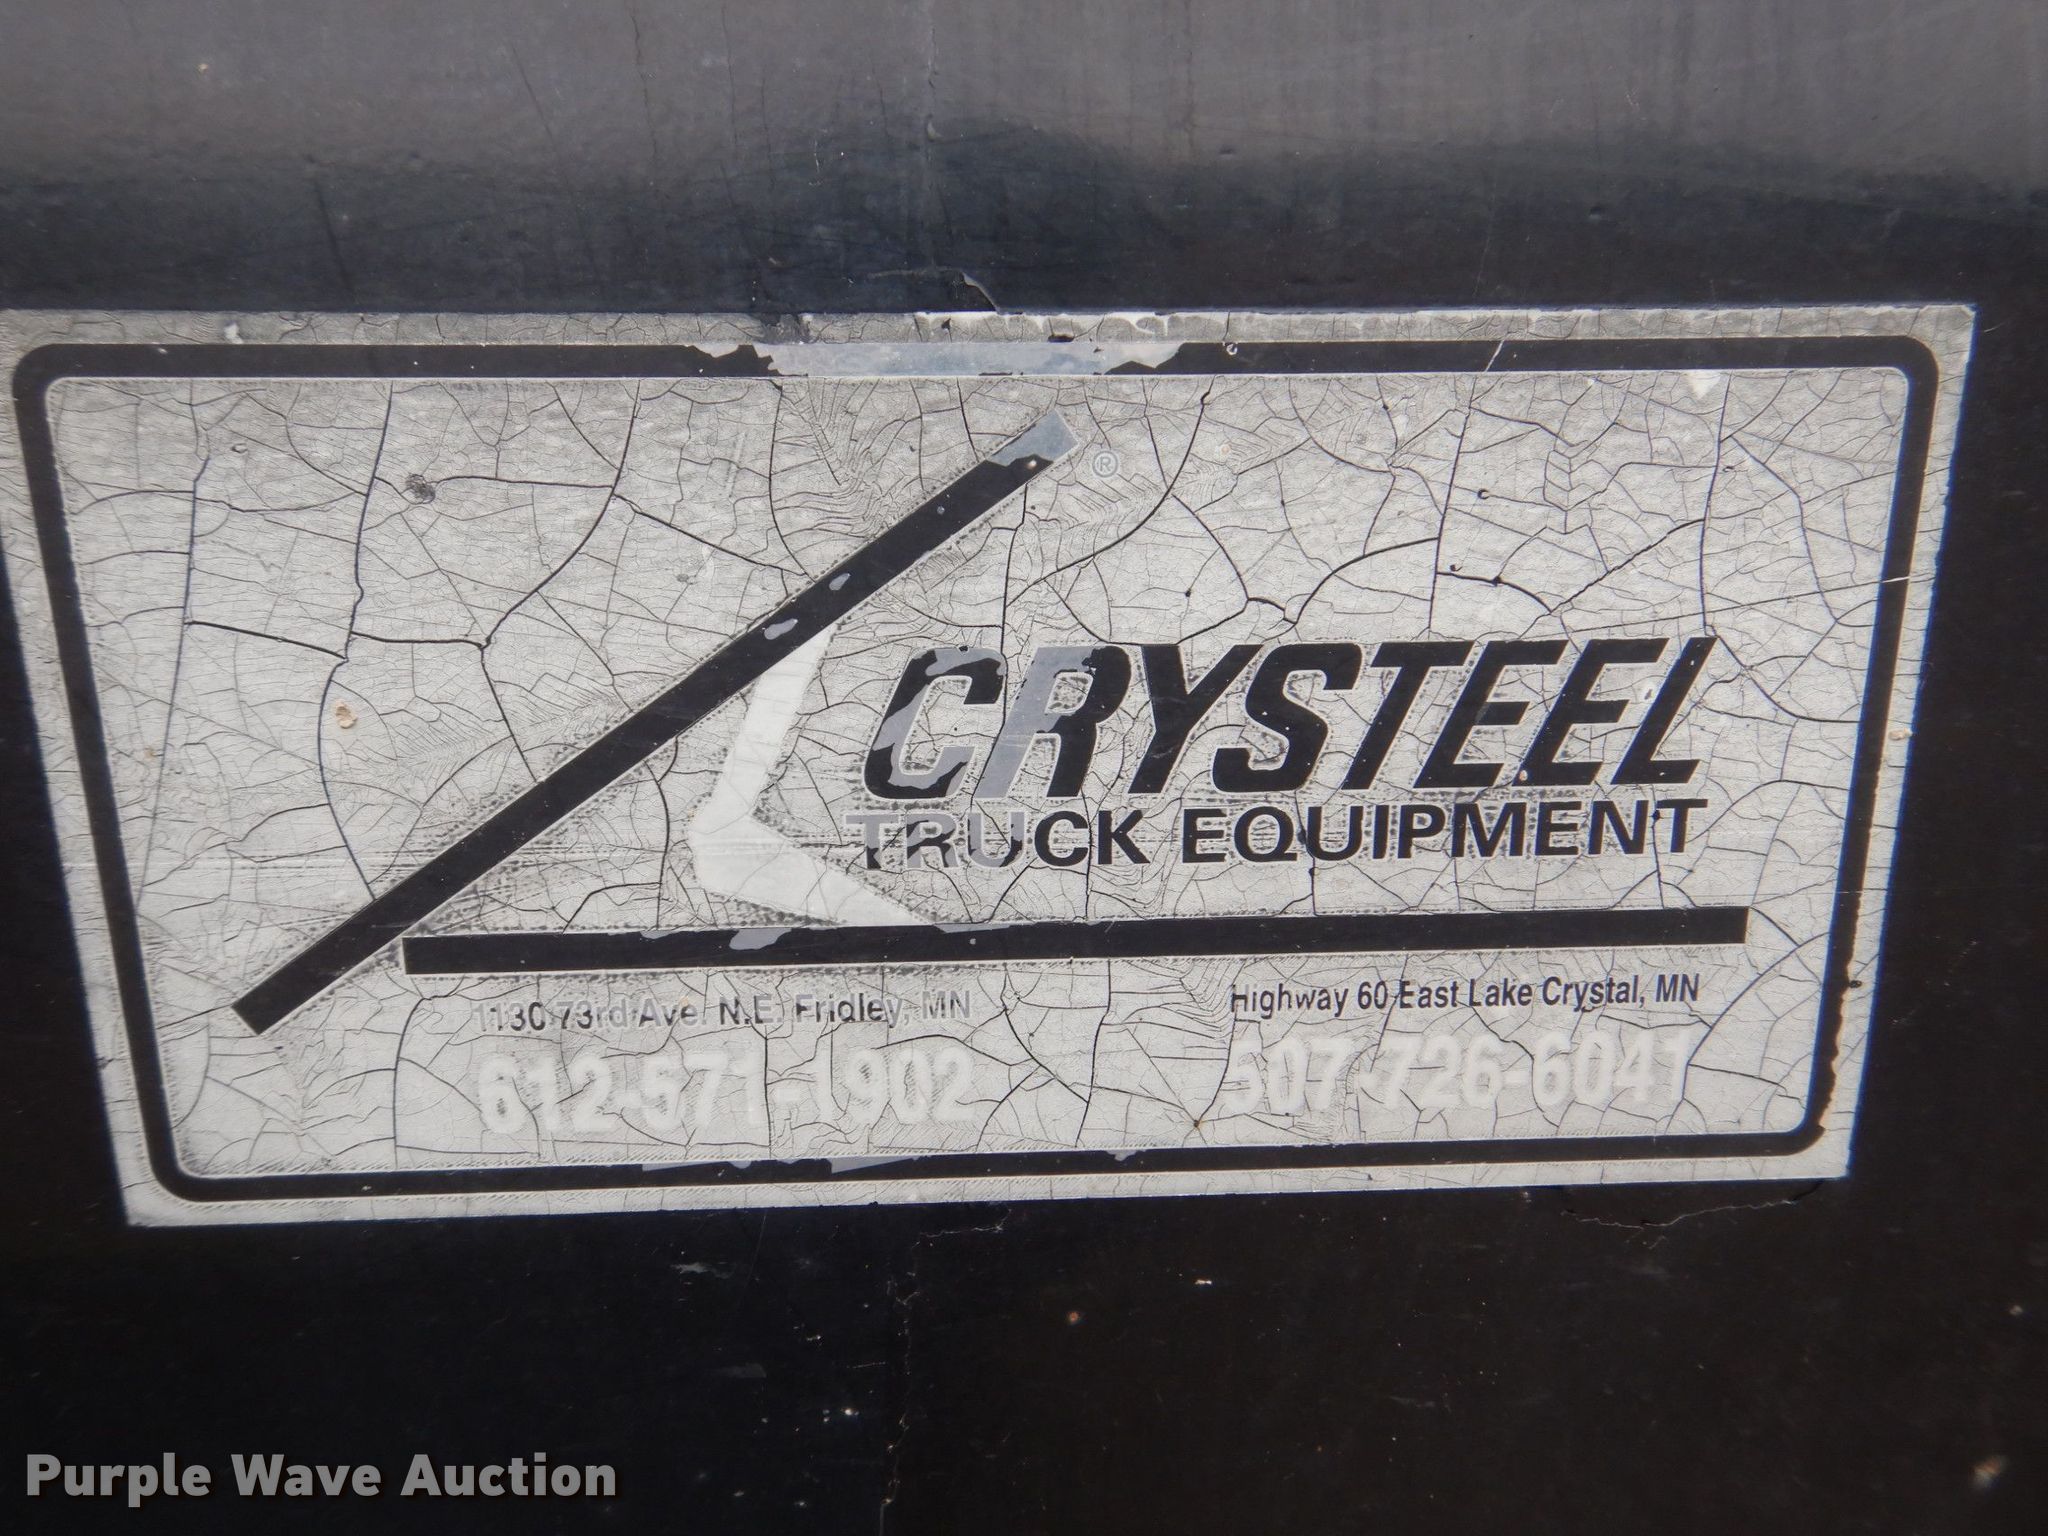 ®
CRYSTEEL
TRUCK EQUIPMENT
1130 73rd Ave. N.E. Fridley, MN
612-571-1902
Highway 60 East Lake Crystal, MN
507-726-6041
Purple Wave Auction